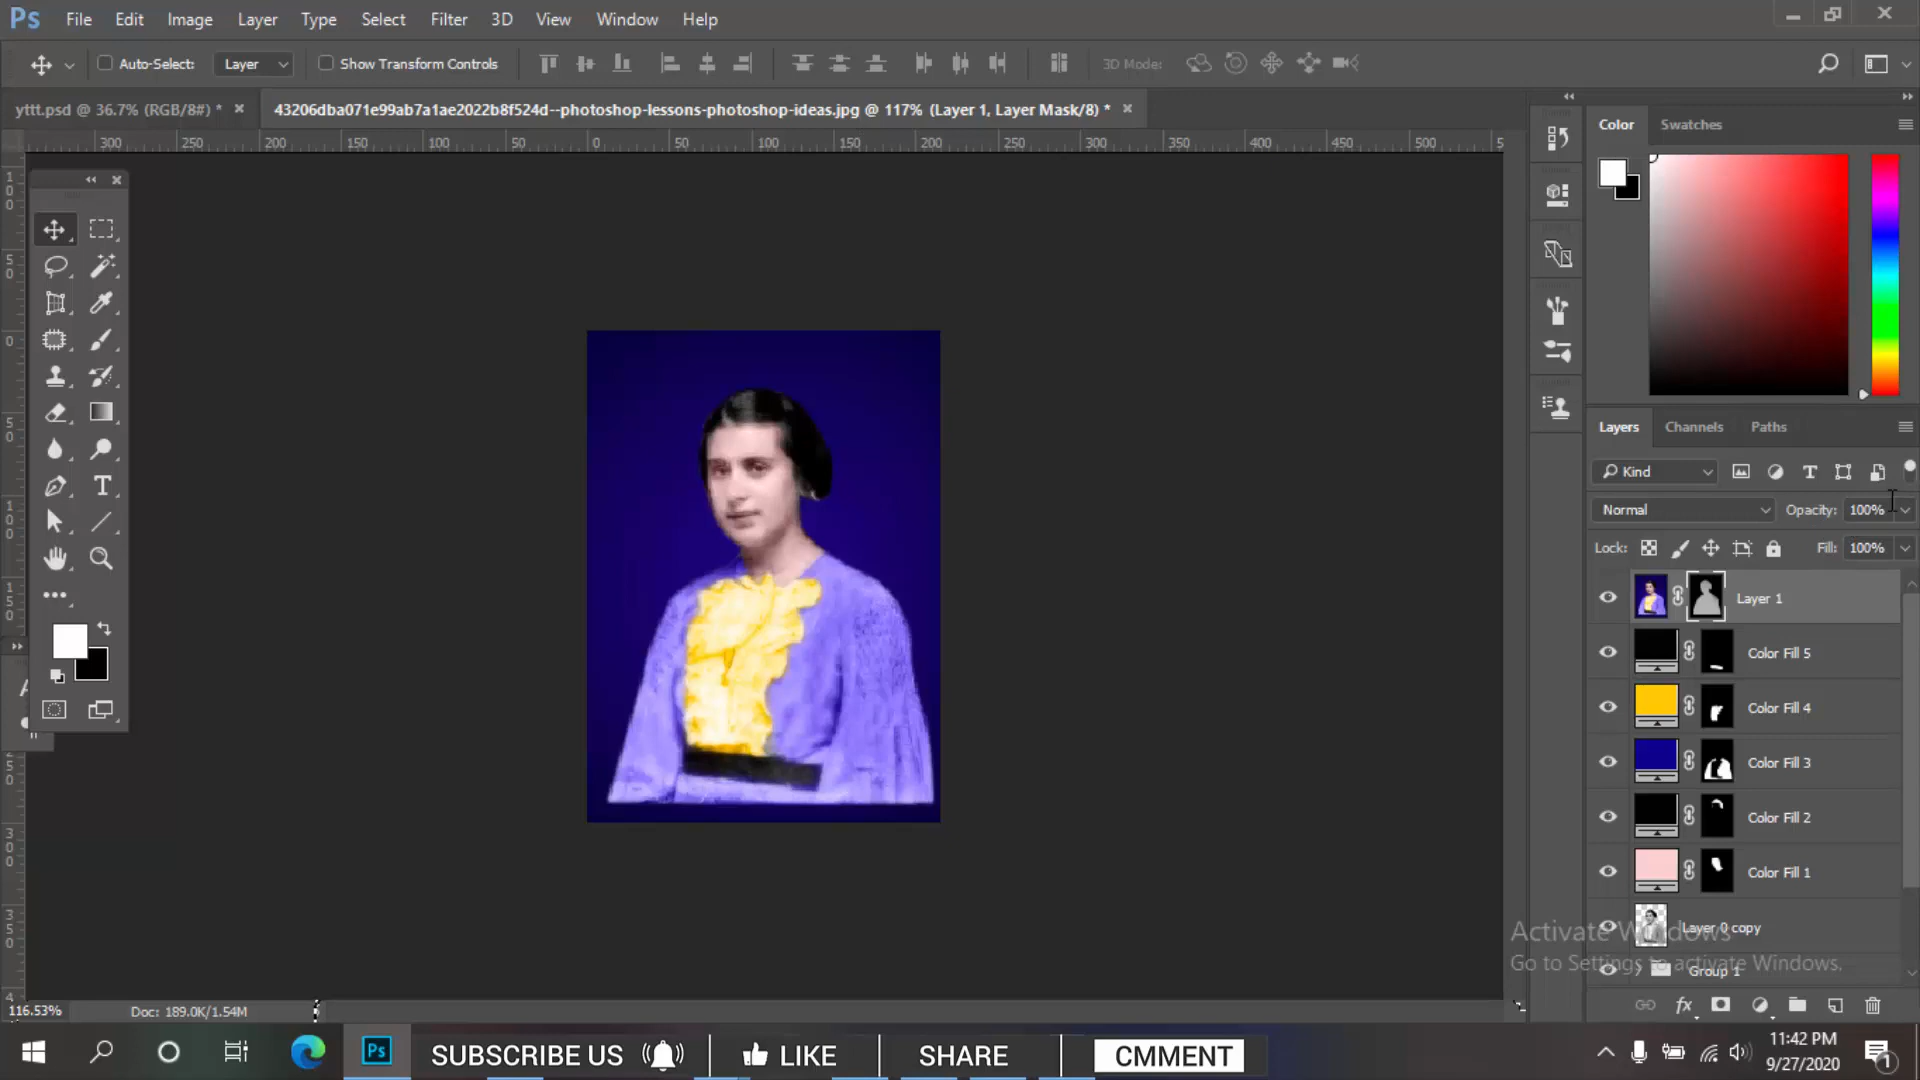 Ps File Edit Image Layer Type Select Filter 3D View Window Help
Auto-Select: Layer Show Transform Controls 3D Mode:
yttt.psd @ 36.7% (RGB/8#) * × 43206dba071e99ab7a1ae2022b8f524d--photoshop-lessons-photoshop-ideas.jpg @ 117% (Layer 1, Layer Mask/8) * ×
300 250 200 150 100 50 0 50 100 150 200 250 300 350 400 450 500 5
Color Swatches
Layers Channels Paths
Kind
Normal Opacity: 100%
Lock: Fill: 100%
Layer 1
Color Fill 5
Color Fill 4
Color Fill 3
Color Fill 2
Color Fill 1
Layer 0 copy
Group 1
Activate Windows
Go to Settings to activate Windows.
116.53% Doc: 189.0K/1.54M
SUBSCRIBE US LIKE SHARE CMMENT
11:42 PM
9/27/2020
1